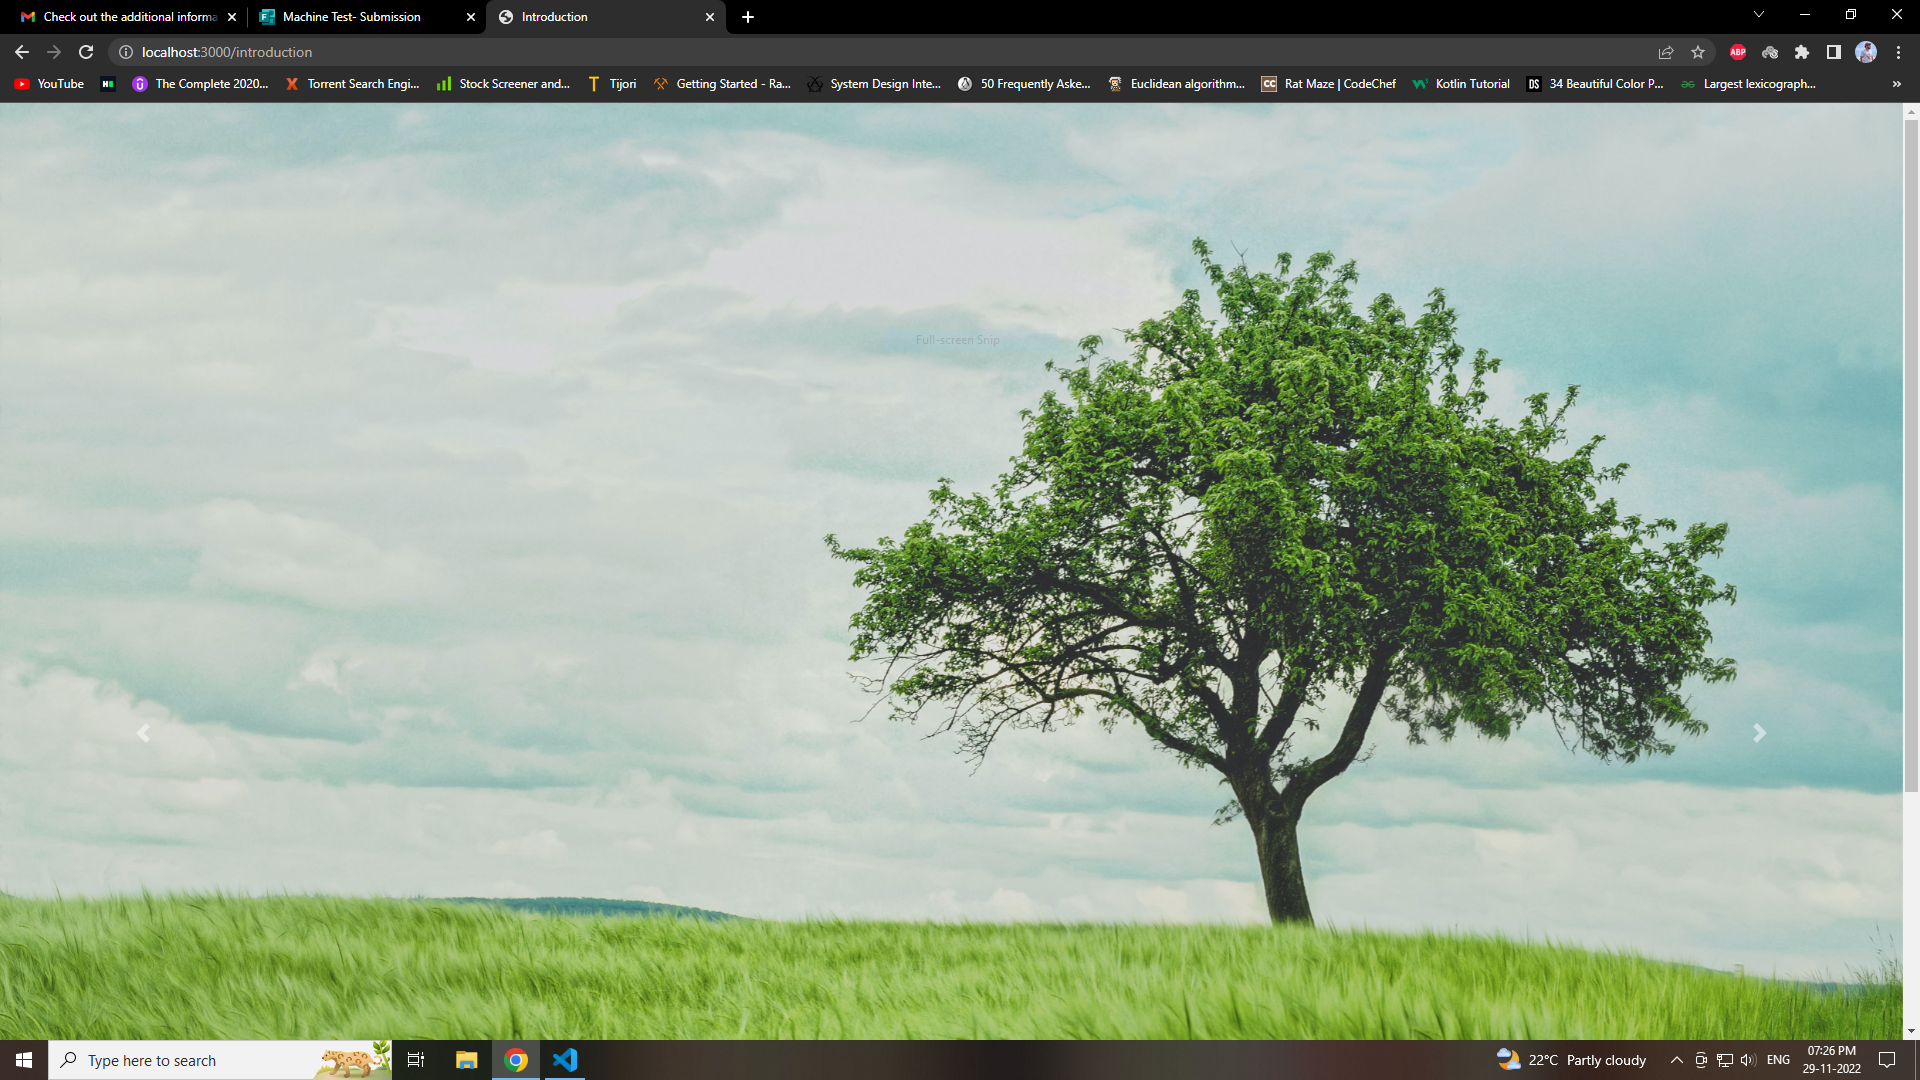 Check out the additional informa
Machine Test- Submission
Introduction
localhost:3000/introduction
ABP
YouTube
The Complete 2020...
Torrent Search Engi...
Stock Screener and...
Tijori
Getting Started - Ra...
System Design Inte...
50 Frequently Aske...
Euclidean algorithm...
CC
Rat Maze | CodeChef
Kotlin Tutorial
DS
34 Beautiful Color P...
Largest lexicograph...
»
Full-screen Snip
Type here to search
22°C Partly cloudy
ENG
07:26 PM
29-11-2022